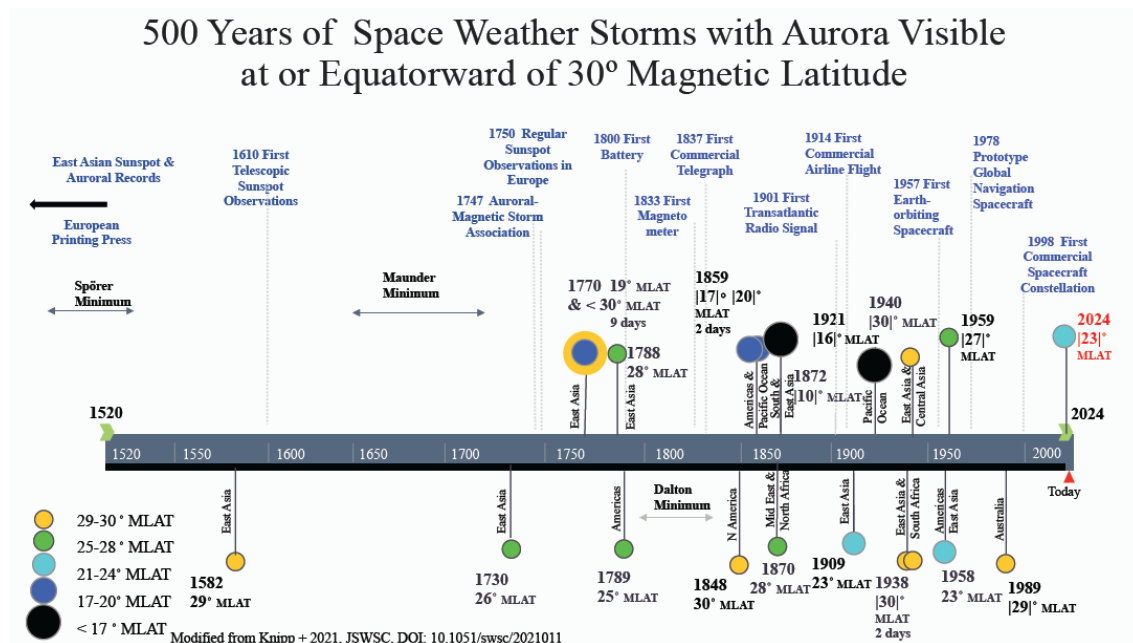 500 Years of Space Weather Storms with Aurora Visible
at or Equatorward of 30º Magnetic Latitude
East Asian Sunspot &
Auroral Records
European
Printing Press
1610 First
Telescopic
Sunspot
Observations
1750 Regular
Sunspot
Observations in
Europe
1747 Auroral-
Magnetic Storm
Association
1800 First
Battery
1833 First
Magneto
meter
1837 First
Commercial
Telegraph
1901 First
Transatlantic
Radio Signal
1914 First
Commercial
Airline Flight
1957 First
Earth-
orbiting
Spacecraft
1978
Prototype
Global
Navigation
Spacecraft
1998 First
Commercial
Spacecraft
Constellation
Spörer
Minimum
Maunder
Minimum
1770 19° MLAT
& < 30° MLAT
9 days
1788
28° MLAT
1859
|17|° |20|°
MLAT
2 days
1872
|10|° MLAT
1921
|16|° MLAT
1940
|30|° MLAT
1959
|27|°
MLAT
2024
|23|°
MLAT
East Asia
East Asia
Americas &
Pacific Ocean
South &
East Asia
Pacific
Ocean
East Asia &
Central Asia
1520
2024
1520
1550
1600
1700
1750
1800
1850
1900
1950
2000
Today
East Asia
1582
29° MLAT
East Asia
1730
26° MLAT
Americas
1789
25° MLAT
Dalton
Minimum
N America
1848
30° MLAT
Mid East &
North Africa
1870
28° MLAT
East Asia
1909
23° MLAT
East Asia &
South Africa
1938
|30|°
MLAT
2 days
Americas
East Asia
1958
23° MLAT
Australia
1989
|29|° MLAT
29-30 ° MLAT
25-28° MLAT
21-24° MLAT
17-20° MLAT
< 17 ° MLAT
Modified from Knipp + 2021, JSWSC, DOI: 10.1051/swsc/2021011